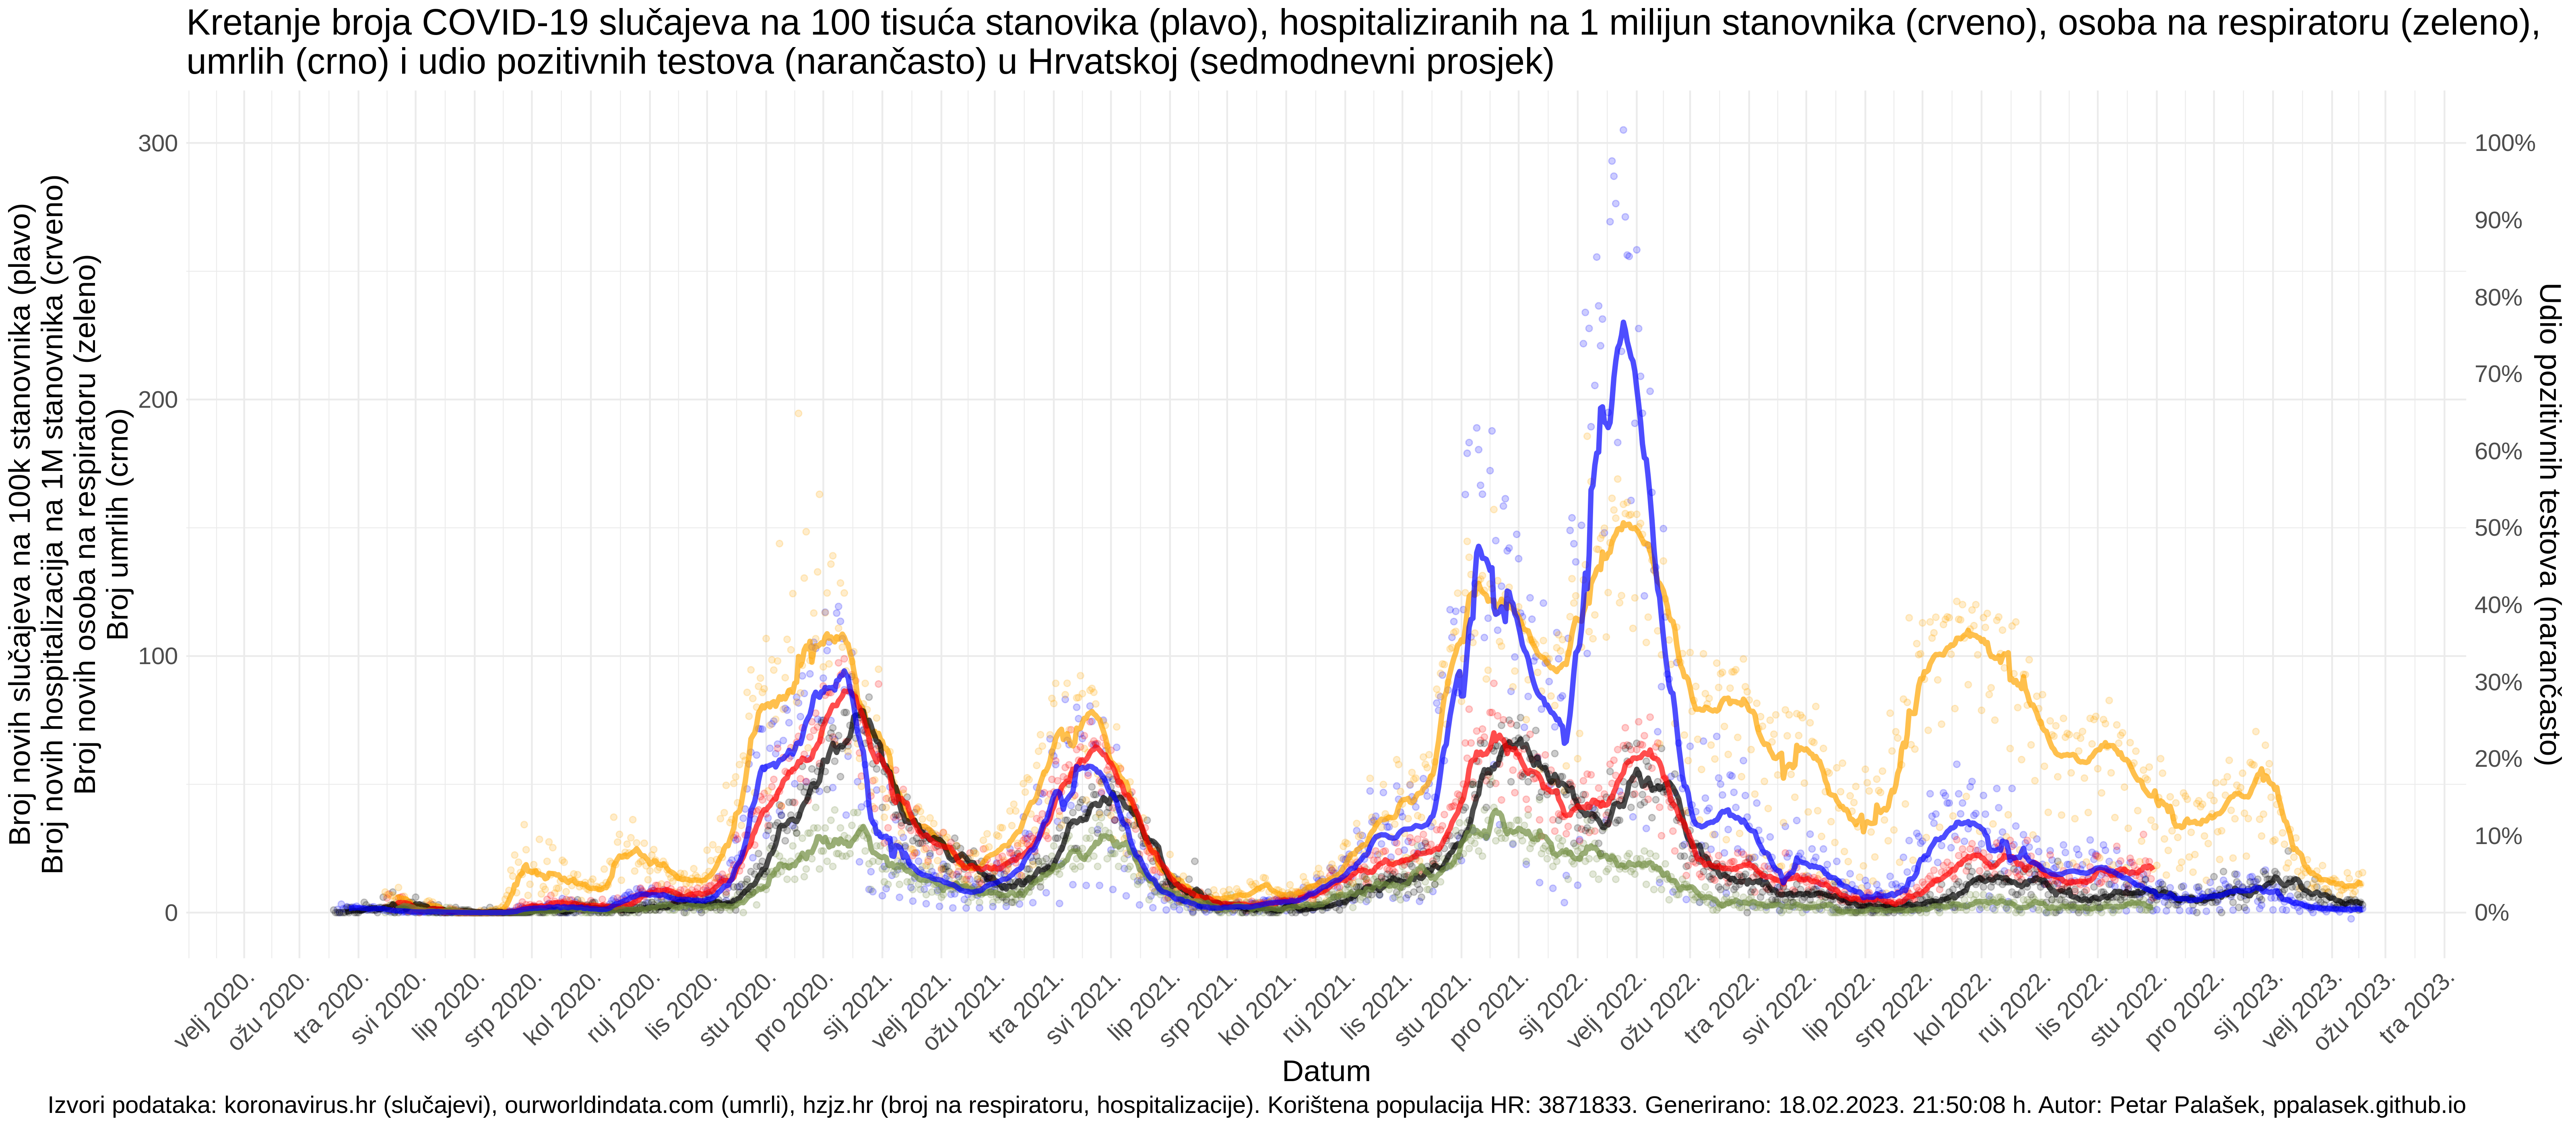 Kretanje broja COVID-19 slučajeva na 100 tisuća stanovika (plavo), hospitaliziranih na 1 milijun stanovnika (crveno), osoba na respiratoru (zeleno),
umrlih (crno) i udio pozitivnih testova (narančasto) u Hrvatskoj (sedmodnevni prosjek)
Broj novih slučajeva na 100k stanovnika (plavo)
Broj novih hospitalizacija na 1M stanovnika (crveno)
Broj novih osoba na respiratoru (zeleno)
Broj umrlih (crno)
300
200
100
0
100%
90%
80%
70%
60%
50%
40%
30%
20%
10%
0%
Udio pozitivnih testova (narančasto)
velj 2020.
ožu 2020.
tra 2020.
svi 2020.
lip 2020.
srp 2020.
kol 2020.
ruj 2020.
lis 2020.
stu 2020.
pro 2020.
sij 2021.
velj 2021.
ožu 2021.
tra 2021.
svi 2021.
lip 2021.
srp 2021.
kol 2021.
ruj 2021.
lis 2021.
stu 2021.
pro 2021.
sij 2022.
velj 2022.
ožu 2022.
tra 2022.
svi 2022.
lip 2022.
srp 2022.
kol 2022.
ruj 2022.
lis 2022.
stu 2022.
pro 2022.
sij 2023.
velj 2023.
ožu 2023.
tra 2023.
Datum
Izvori podataka: koronavirus.hr (slučajevi), ourworldindata.com (umrli), hzjz.hr (broj na respiratoru, hospitalizacije). Korištena populacija HR: 3871833. Generirano: 18.02.2023. 21:50:08 h. Autor: Petar Palašek, ppalasek.github.io